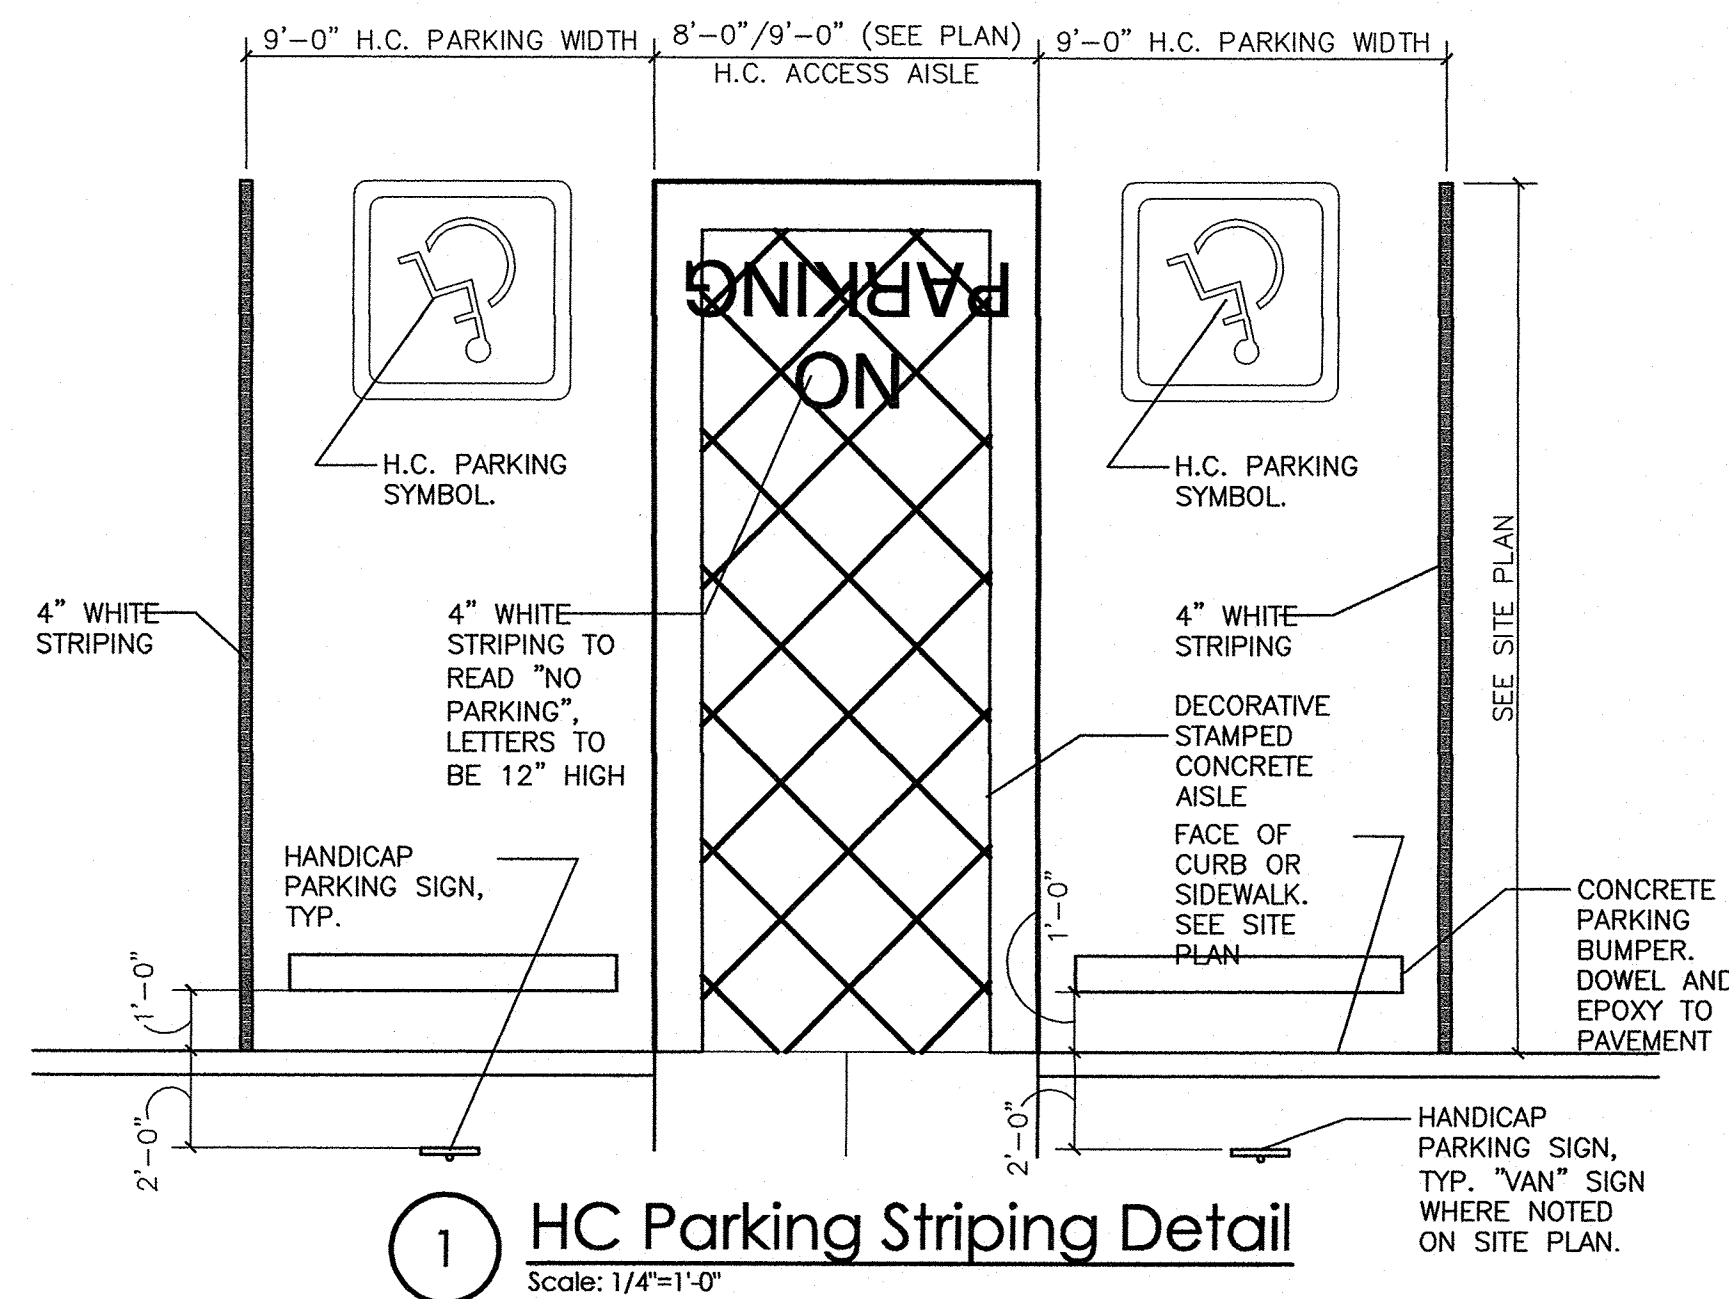 9'-0" H.C. PARKING WIDTH
8'-0"/9'-0" (SEE PLAN)
H.C. ACCESS AISLE
9'-0" H.C. PARKING WIDTH
PARKING
NO
H.C. PARKING
SYMBOL.
H.C. PARKING
SYMBOL.
4" WHITE
STRIPING
4" WHITE
STRIPING TO
READ "NO
PARKING",
LETTERS TO
BE 12" HIGH
4" WHITE
STRIPING
SEE SITE PLAN
DECORATIVE
STAMPED
CONCRETE
AISLE
FACE OF
CURB OR
SIDEWALK.
SEE SITE
PLAN
HANDICAP
PARKING SIGN,
TYP.
CONCRETE
PARKING
BUMPER.
DOWEL AND
EPOXY TO
PAVEMENT
1'-0"
1'-0"
2'-0"
2'-0"
HANDICAP
PARKING SIGN,
TYP. "VAN" SIGN
WHERE NOTED
ON SITE PLAN.
1
HC Parking Striping Detail
Scale: 1/4"=1'-0"